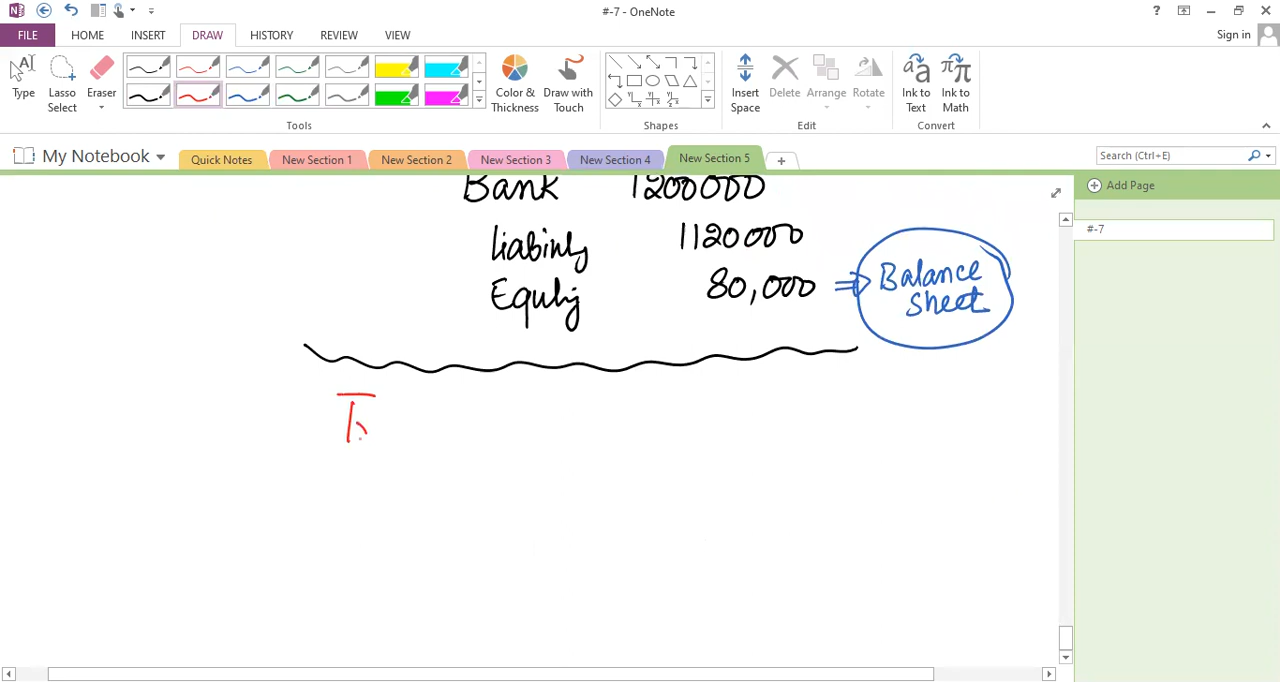 #-7 - OneNote
?
Sign in
FILE HOME INSERT DRAW HISTORY REVIEW VIEW
Type
Lasso Select
Eraser
Color & Thickness
Draw with Touch
Insert Space
Delete
Arrange
Rotate
Ink to Text
Ink to Math
Tools
Shapes
Edit
Convert
My Notebook
Quick Notes
New Section 1
New Section 2
New Section 3
New Section 4
New Section 5
Search (Ctrl+E)
Add Page
#-7
Bank 1200000
1120000
80,000 ⇒ Balance
sheet